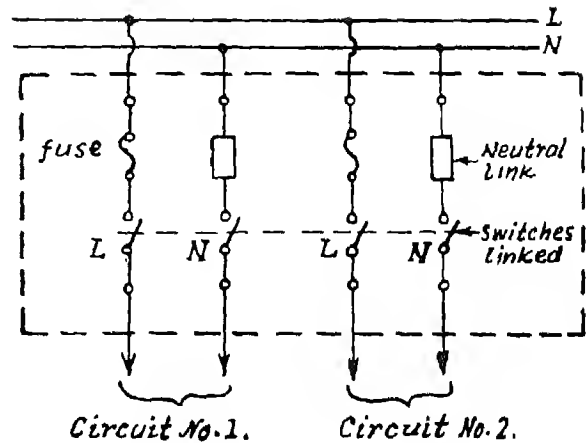 L
N
fuse
Neutral
link
L
N
L
N
Switches
linked
Circuit No.1.
Circuit No.2.